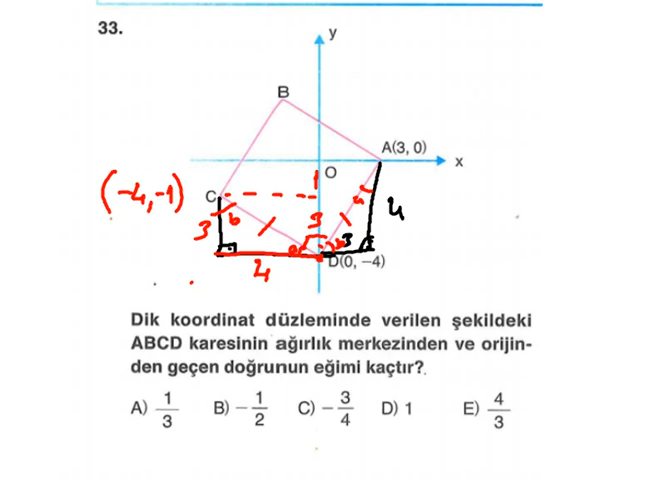 33.
y
B
A(3, 0)
x
O
1
(-4,-1)
C
3
b
3
a
4
a
b
3
D(0, −4)
4
Dik koordinat düzleminde verilen şekildeki
ABCD karesinin ağırlık merkezinden ve orijin-
den geçen doğrunun eğimi kaçtır?
A) 1/3 B) −1/2 C) −3/4 D) 1 E) 4/3